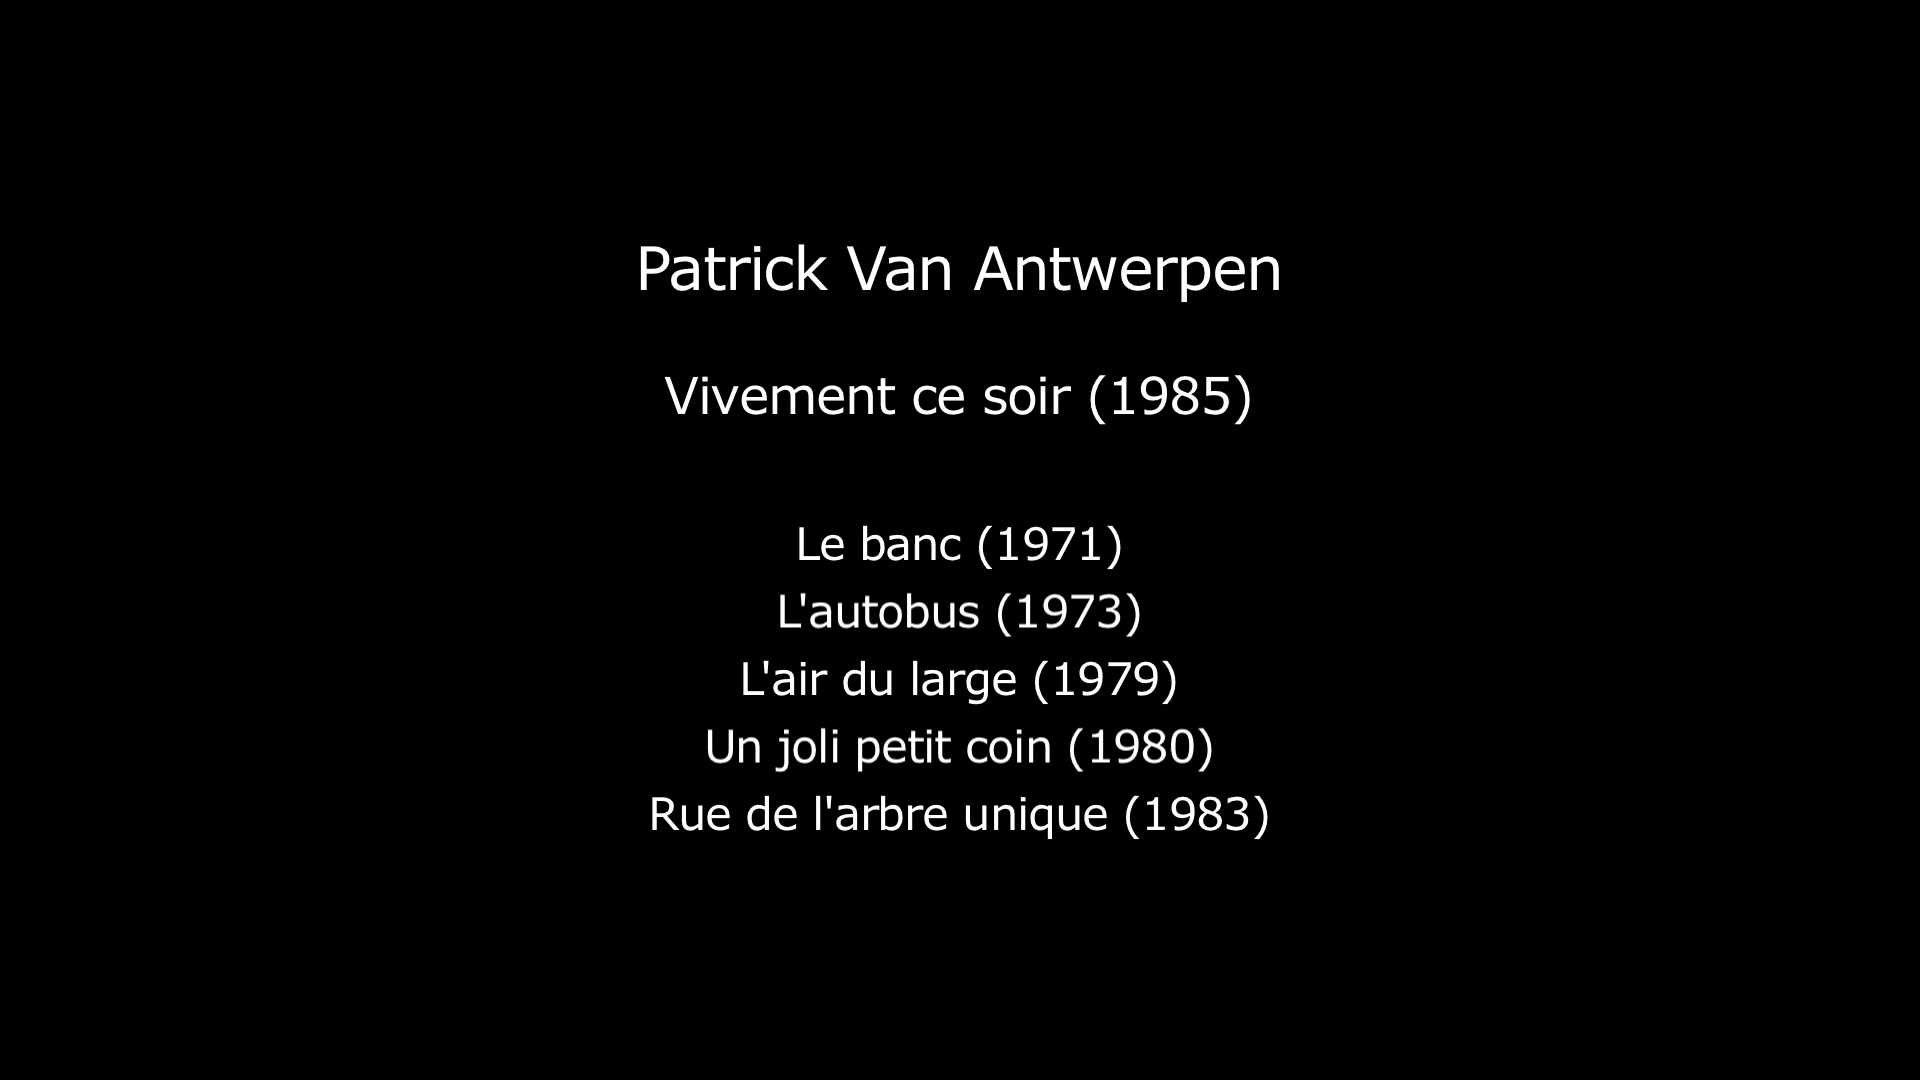 Patrick Van Antwerpen
Vivement ce soir (1985)
Le banc (1971)
L'autobus (1973)
L'air du large (1979)
Un joli petit coin (1980)
Rue de l'arbre unique (1983)